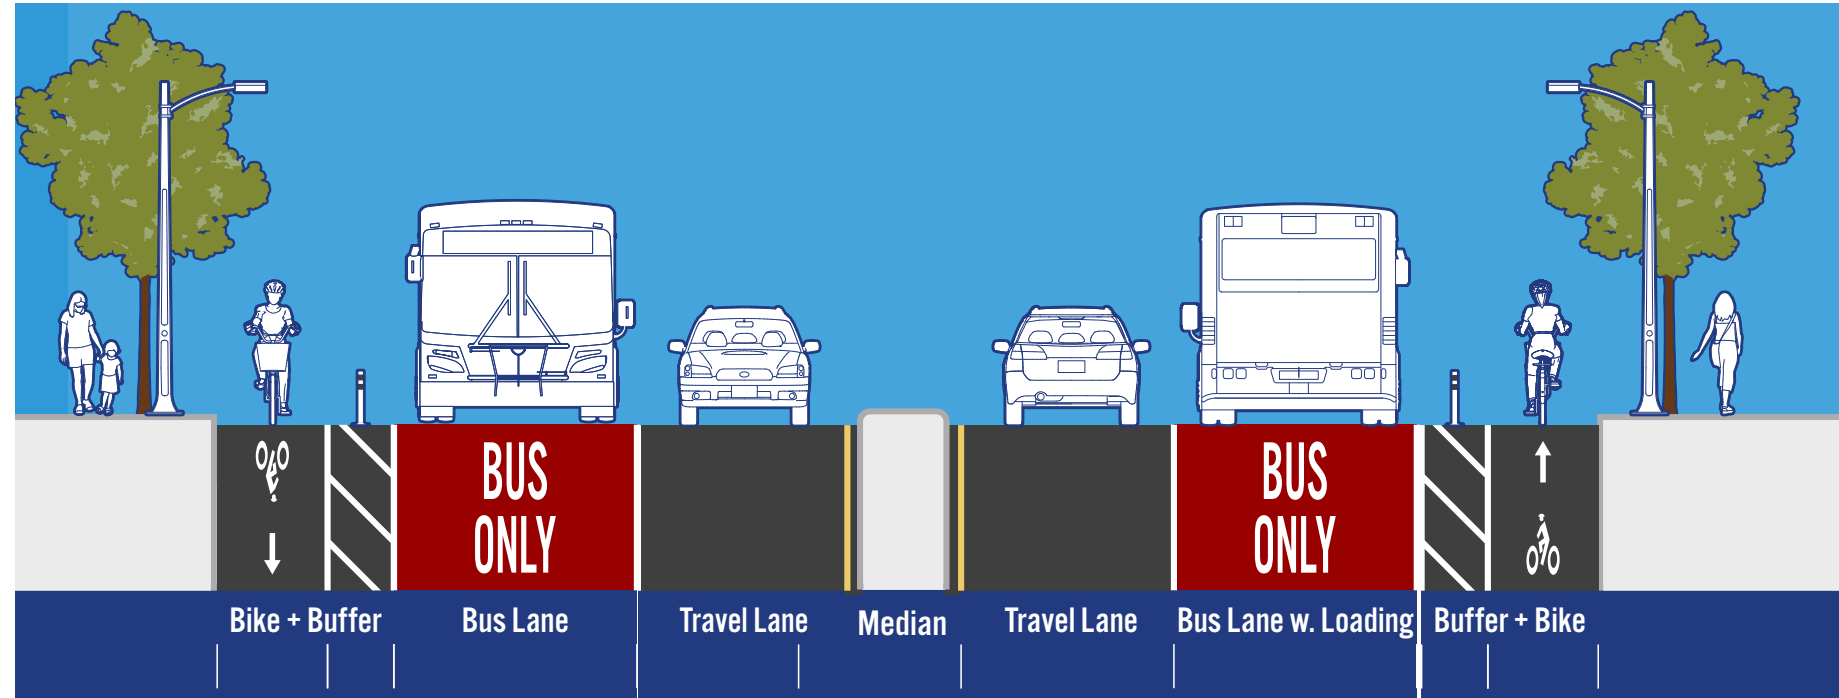 BUS
ONLY
BUS
ONLY
Bike + Buffer
Bus Lane
Travel Lane
Median
Travel Lane
Bus Lane w. Loading
Buffer + Bike